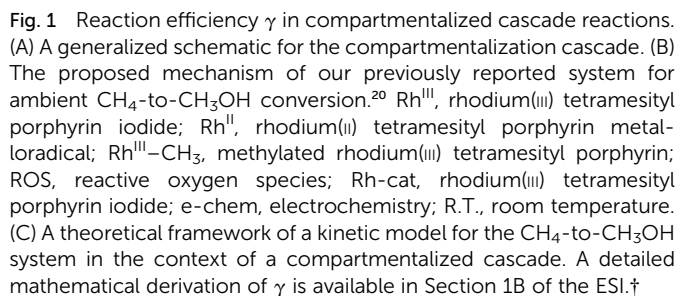 Fig. 1 Reaction efficiency γ in compartmentalized cascade reactions.
(A) A generalized schematic for the compartmentalization cascade. (B)
The proposed mechanism of our previously reported system for
ambient CH₄-to-CH₃OH conversion.²⁰ Rhᴵᴵᴵ, rhodium(ɪɪɪ) tetramesityl
porphyrin iodide; Rhᴵᴵ, rhodium(ɪɪ) tetramesityl porphyrin metal-
loradical; Rhᴵᴵᴵ–CH₃, methylated rhodium(ɪɪɪ) tetramesityl porphyrin;
ROS, reactive oxygen species; Rh-cat, rhodium(ɪɪɪ) tetramesityl
porphyrin iodide; e-chem, electrochemistry; R.T., room temperature.
(C) A theoretical framework of a kinetic model for the CH₄-to-CH₃OH
system in the context of a compartmentalized cascade. A detailed
mathematical derivation of γ is available in Section 1B of the ESI.†